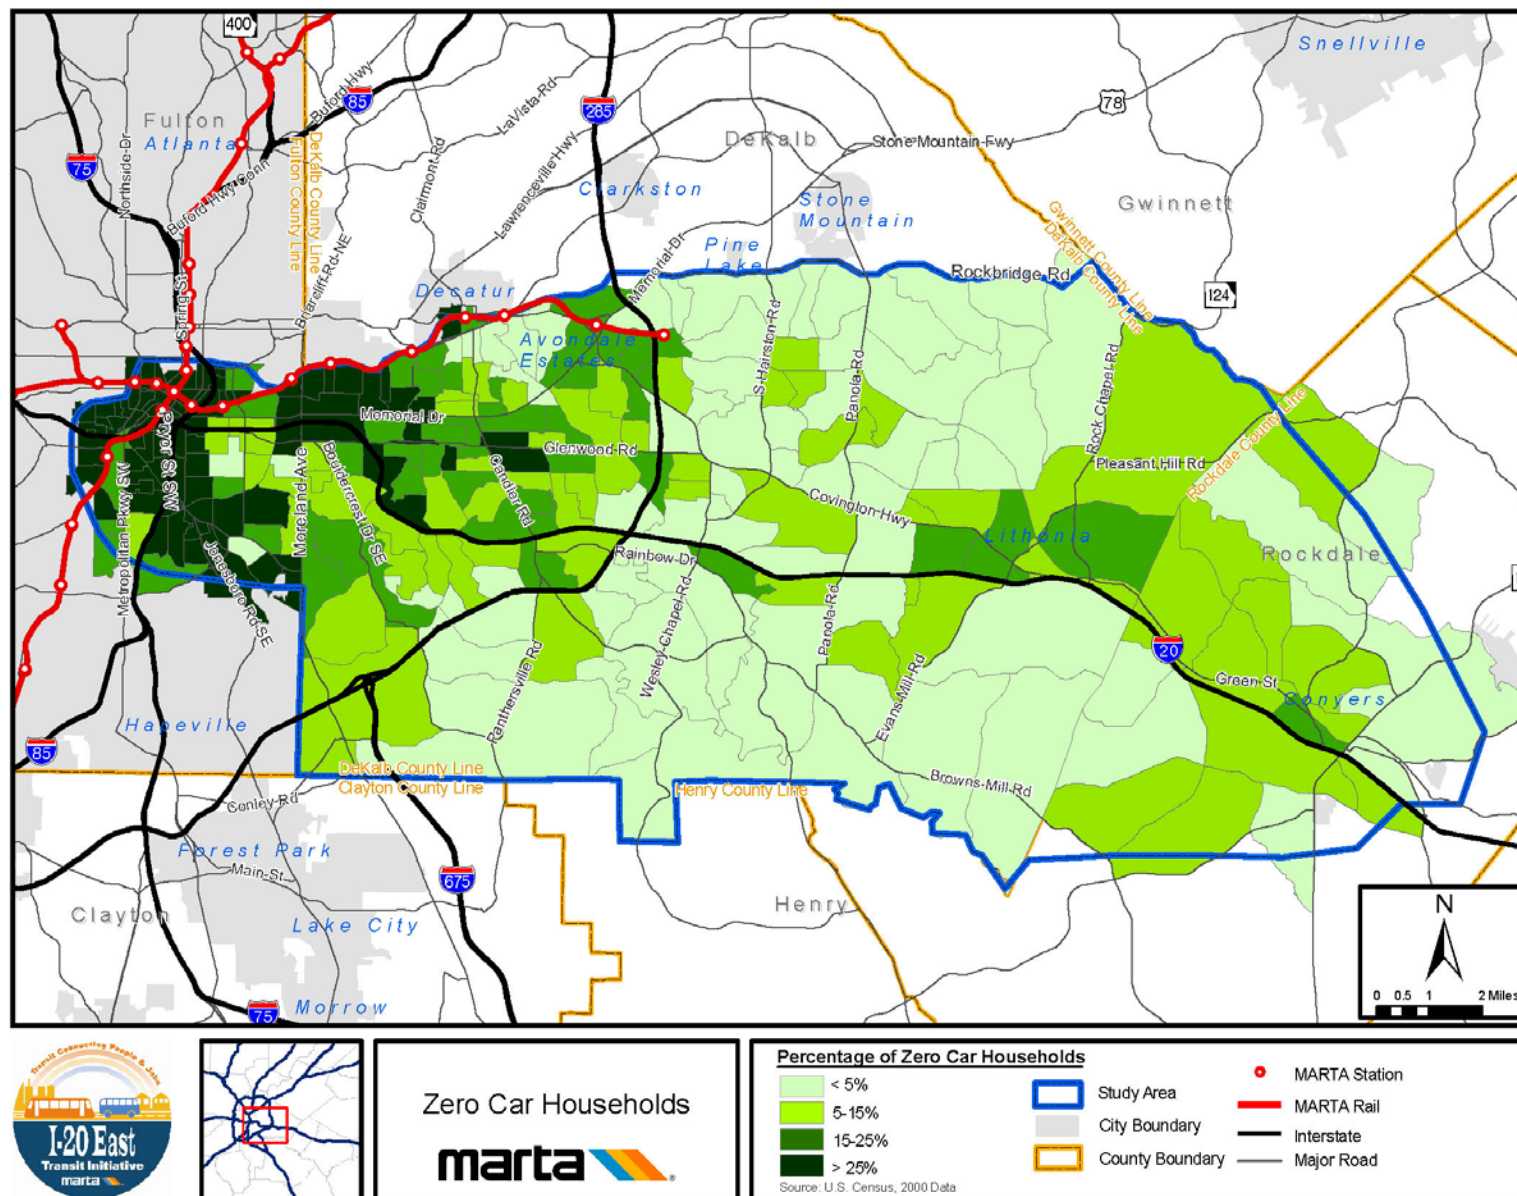 400
Snellville
Buford Hwy
85
LaVista Rd
285
78
Fulton
Atlanta
DeKalb
Stone Mountain Fwy
75
Northside Dr
DeKalb County Line
Fulton County Line
Clairmont Rd
Lawrenceville Hwy
Buford Hwy Conn
Clarkston
Stone
Mountain
Gwinnett
Gwinnett County Line
DeKalb County Line
Pine
Lake
Memorial Dr
Briarcliff Rd NE
Rockbridge Rd
Decatur
124
Spring St
Avondale
Estates
S Hairston Rd
Panola Rd
Rock Chapel Rd
Memorial Dr
Rockdale County Line
Pryor St SW
Glenwood Rd
Pleasant Hill Rd
Metropolitan Pkwy SW
Moreland Ave
Bouldercrest Dr SE
Candler Rd
Covington Hwy
Lithonia
Rockdale
Jonesboro Rd SE
Rainbow Dr
Wesley Chapel Rd
Panola Rd
20
Panthersville Rd
Evans Mill Rd
Green St
Conyers
Hapeville
85
DeKalb County Line
Clayton County Line
Henry County Line
Browns Mill Rd
Conley Rd
Forest Park
Main St
675
Clayton
Henry
Lake City
N
Morrow
75
0 0.5 1 2 Miles
Transit Connecting People & Jobs
I-20 East
Transit Initiative
marta
Zero Car Households
marta
Percentage of Zero Car Households
< 5%
5-15%
15-25%
> 25%
Source: U.S. Census, 2000 Data
Study Area
City Boundary
County Boundary
MARTA Station
MARTA Rail
Interstate
Major Road